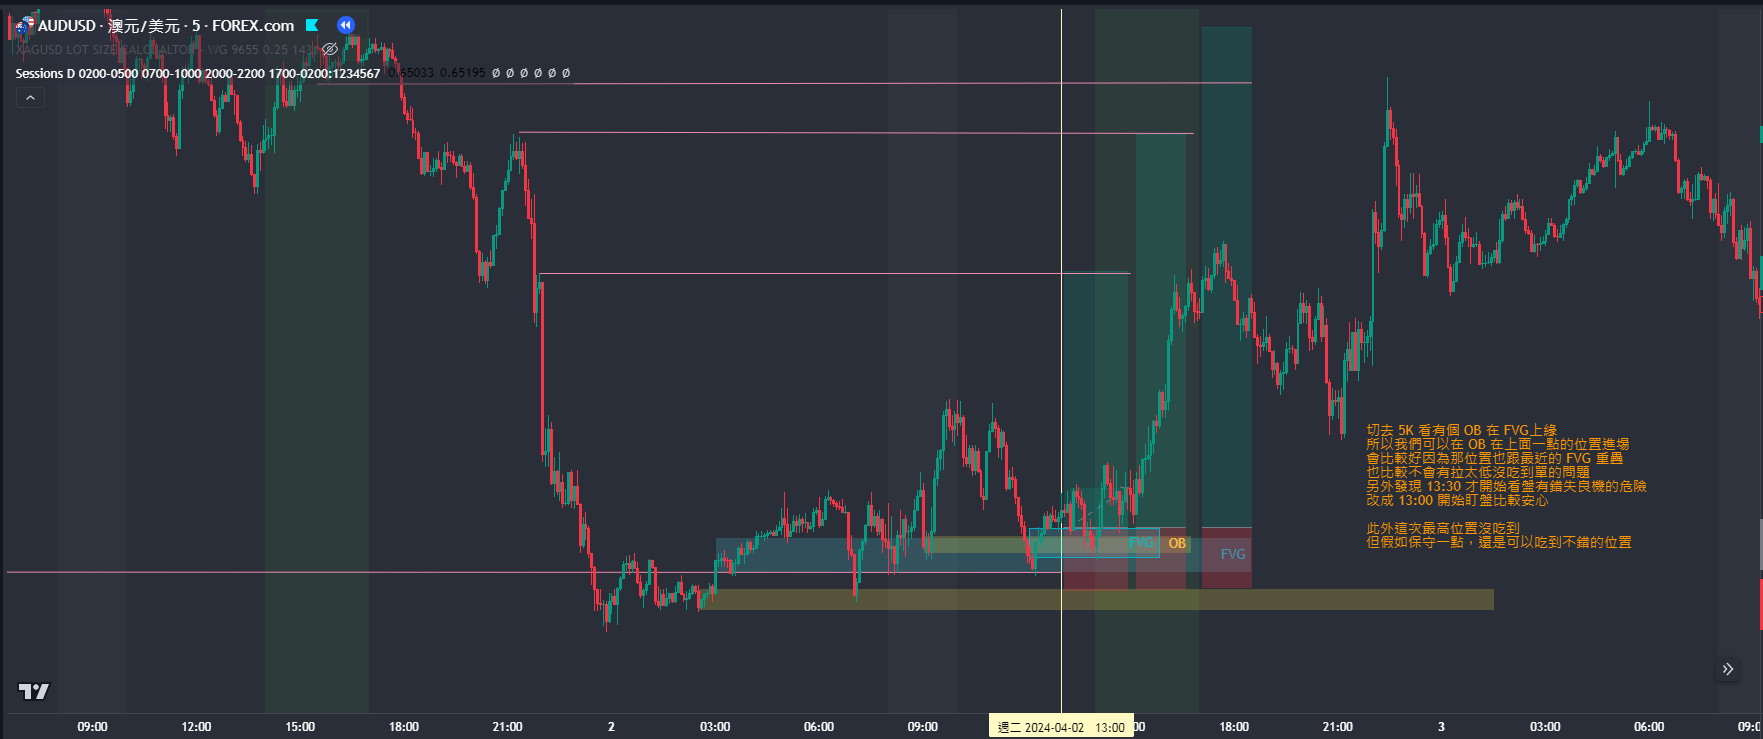 AUDUSD · 澳元/美元 · 5 · FOREX.com
XAGUSD LOT SIZE CALCUALTOR - WG 9655 0.25 143
Sessions D 0200-0500 0700-1000 2000-2200 1700-0200:1234567 0.65033 0.65195 Ø Ø Ø Ø Ø Ø
切去 5K 看有個 OB 在 FVG上緣
所以我們可以在 OB 在上面一點的位置進場
會比較好因為那位置也跟最近的 FVG 重疊
也比較不會有拉太低沒吃到單的問題
另外發現 13:30 才開始看盤有錯失良機的危險
改成 13:00 開始盯盤比較安心
此外這次最高位置沒吃到
但假如保守一點，還是可以吃到不錯的位置
FVG OB
FVG
09:00 12:00 15:00 18:00 21:00 2 03:00 06:00 09:00 週二 2024-04-02 13:00 18:00 21:00 3 03:00 06:00